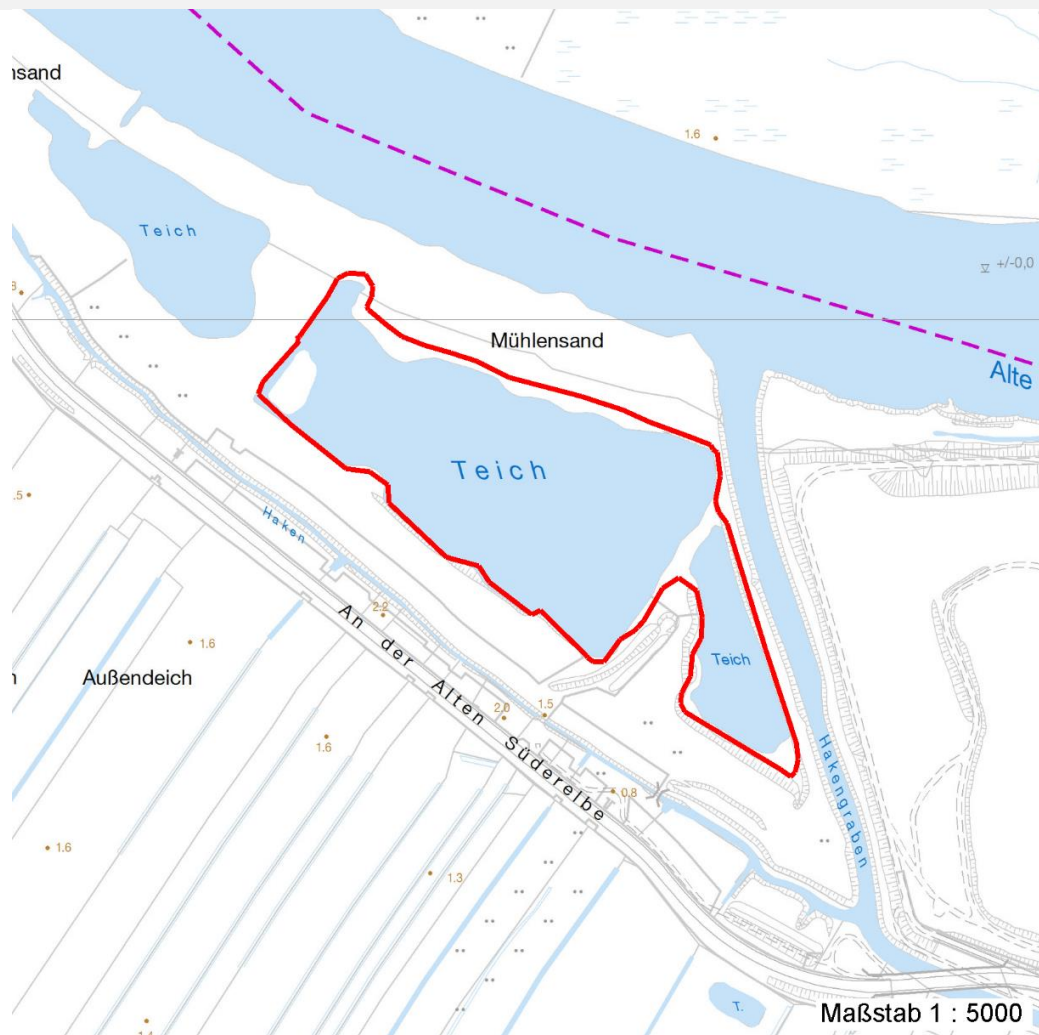 nsand
1.6
Teich
+/-0,0
Mühlensand
Alte
Teich
.5
Haken
2.2
1.6
Teich
Außendeich
An der Alten Süderelbe
2.0
1.5
1.6
Hakengraben
0.8
1.6
1.3
T.
Maßstab 1 : 5000